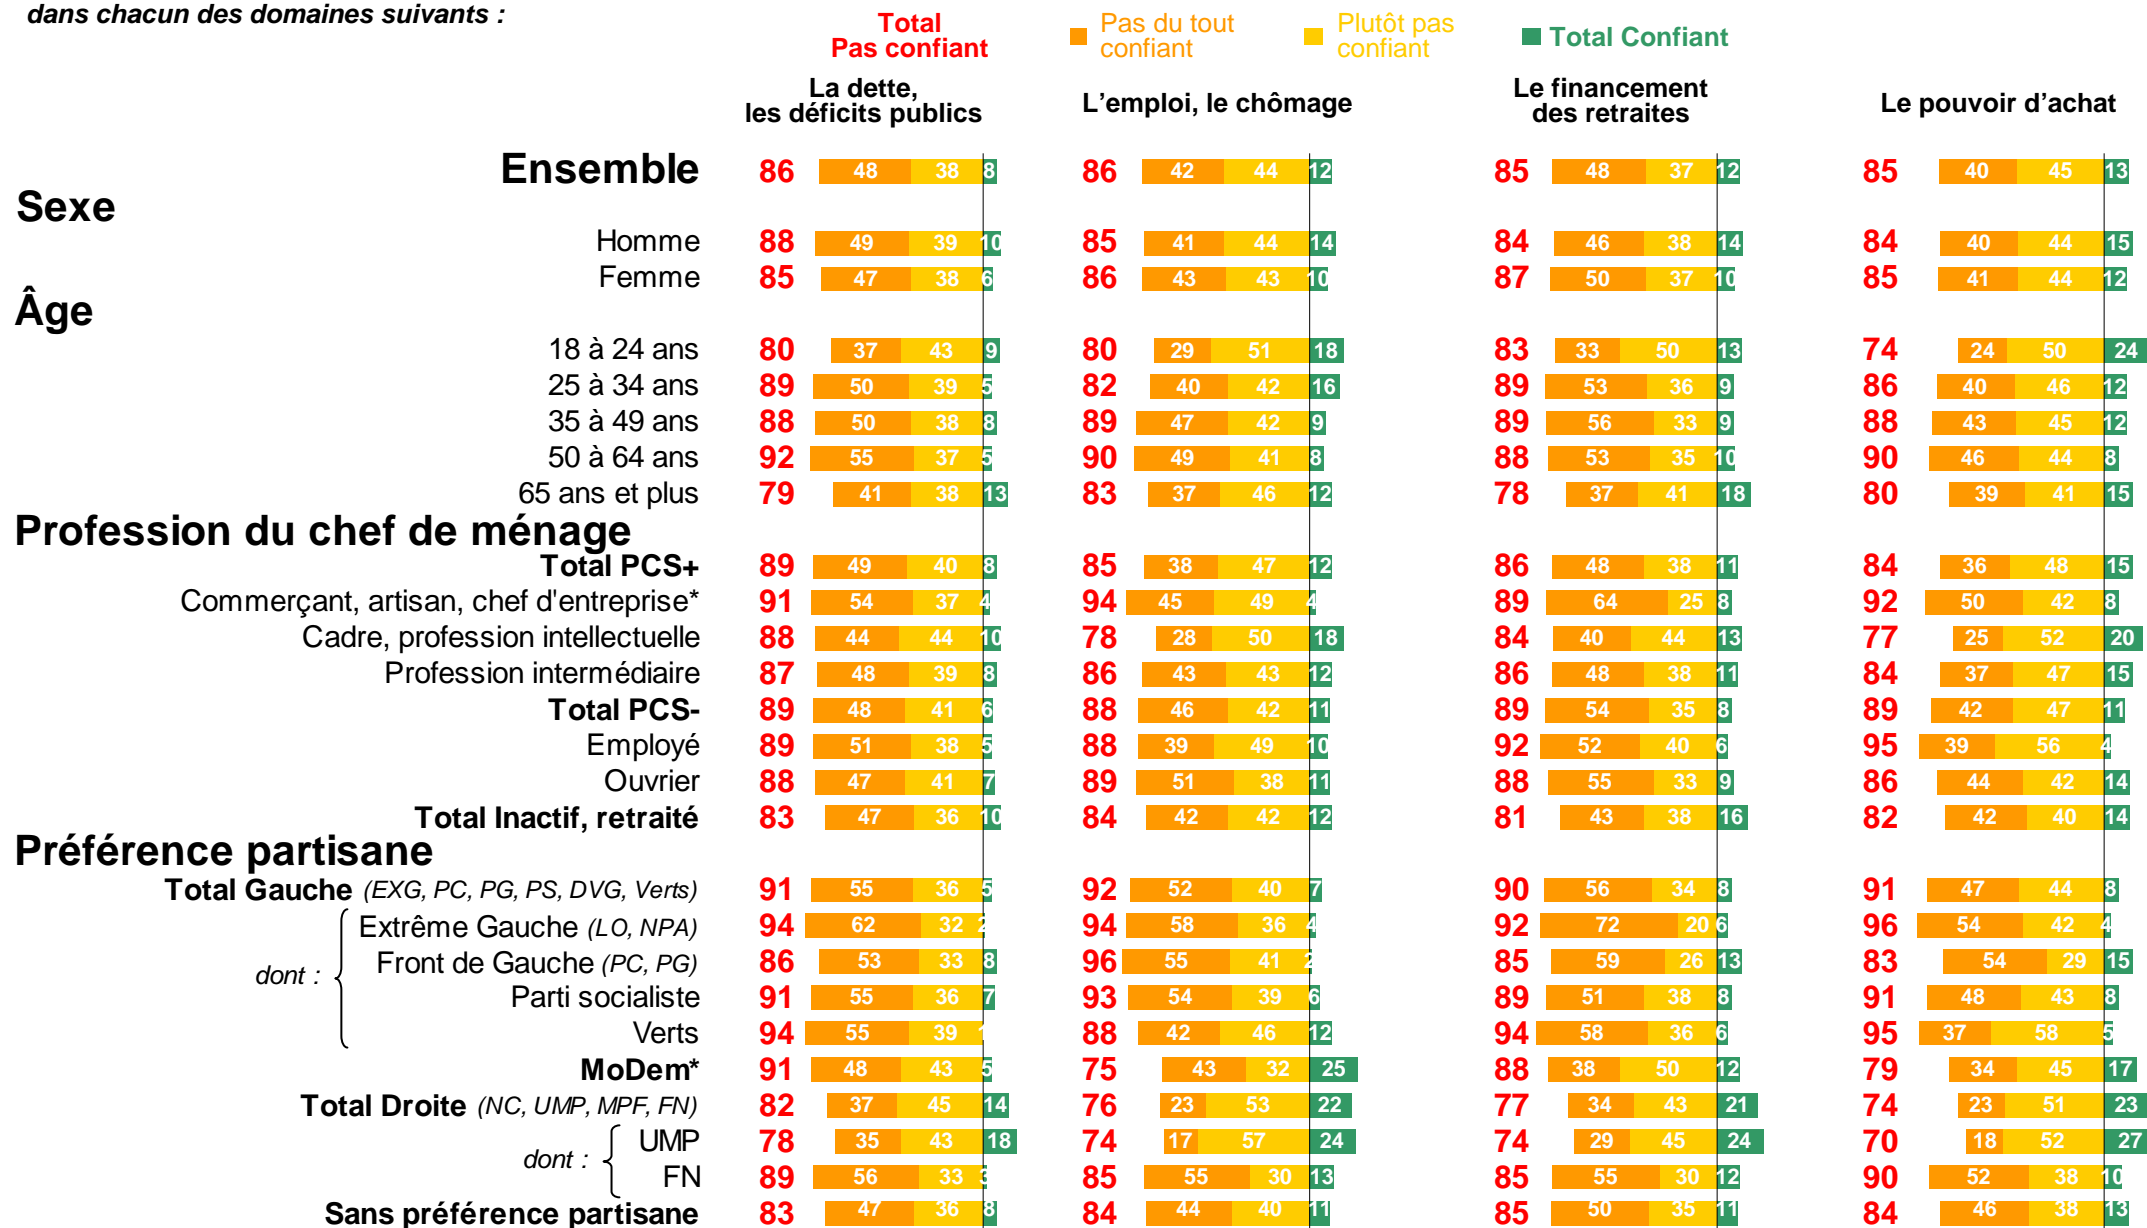 dans chacun des domaines suivants :
Total Pas du tout Plutôt pas
Pas confiant confiant confiant Total Confiant
La dette, Le financement
les déficits publics L'emploi, le chômage des retraites Le pouvoir d'achat
Ensemble 86 48 38 8 86 42 44 12 85 48 37 12 85 40 45 13
Sexe
Homme 88 49 39 10 85 41 44 14 84 46 38 14 84 40 44 15
Femme 85 47 38 6 86 43 43 10 87 50 37 10 85 41 44 12
Âge
18 à 24 ans 80 37 43 9 80 29 51 18 83 33 50 13 74 24 50 24
25 à 34 ans 89 50 39 5 82 40 42 16 89 53 36 9 86 40 46 12
35 à 49 ans 88 50 38 8 89 47 42 9 89 56 33 9 88 43 45 12
50 à 64 ans 92 55 37 5 90 49 41 8 88 53 35 10 90 46 44 8
65 ans et plus 79 41 38 13 83 37 46 12 78 37 41 18 80 39 41 15
Profession du chef de ménage
Total PCS+ 89 49 40 8 85 38 47 12 86 48 38 11 84 36 48 15
Commerçant, artisan, chef d'entreprise* 91 54 37 4 94 45 49 4 89 64 25 8 92 50 42 8
Cadre, profession intellectuelle 88 44 44 10 78 28 50 18 84 40 44 13 77 25 52 20
Profession intermédiaire 87 48 39 8 86 43 43 12 86 48 38 11 84 37 47 15
Total PCS- 89 48 41 6 88 46 42 11 89 54 35 8 89 42 47 11
Employé 89 51 38 5 88 39 49 10 92 52 40 6 95 39 56 4
Ouvrier 88 47 41 7 89 51 38 11 88 55 33 9 86 44 42 14
Total Inactif, retraité 83 47 36 10 84 42 42 12 81 43 38 16 82 42 40 14
Préférence partisane
Total Gauche (EXG, PC, PG, PS, DVG, Verts) 91 55 36 5 92 52 40 7 90 56 34 8 91 47 44 8
Extrême Gauche (LO, NPA) 94 62 32 2 94 58 36 4 92 72 20 6 96 54 42 4
dont : Front de Gauche (PC, PG) 86 53 33 8 96 55 41 2 85 59 26 13 83 54 29 15
Parti socialiste 91 55 36 7 93 54 39 6 89 51 38 8 91 48 43 8
Verts 94 55 39 1 88 42 46 12 94 58 36 6 95 37 58 5
MoDem* 91 48 43 5 75 43 32 25 88 38 50 12 79 34 45 17
Total Droite (NC, UMP, MPF, FN) 82 37 45 14 76 23 53 22 77 34 43 21 74 23 51 23
dont : UMP 78 35 43 18 74 17 57 24 74 29 45 24 70 18 52 27
FN 89 56 33 3 85 55 30 13 85 55 30 12 90 52 38 10
Sans préférence partisane 83 47 36 8 84 44 40 11 85 50 35 11 84 46 38 13